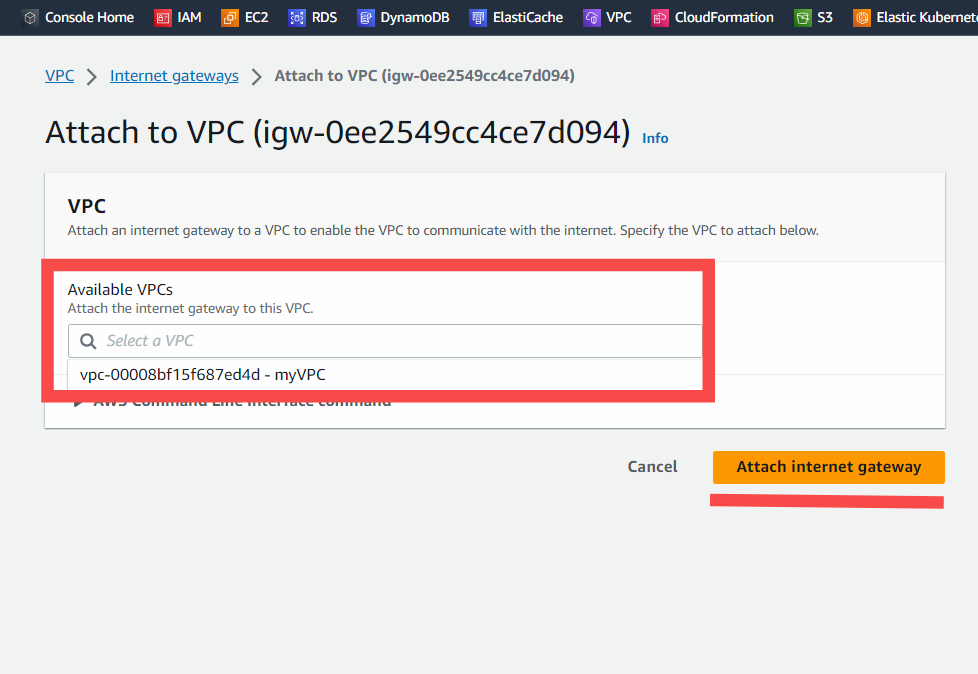 Console Home IAM EC2 RDS DynamoDB ElastiCache VPC CloudFormation S3 Elastic Kubernete
VPC Internet gateways Attach to VPC (igw-0ee2549cc4ce7d094)
Attach to VPC (igw-0ee2549cc4ce7d094) Info
VPC
Attach an internet gateway to a VPC to enable the VPC to communicate with the internet. Specify the VPC to attach below.
Available VPCs
Attach the internet gateway to this VPC.
Select a VPC
vpc-00008bf15f687ed4d - myVPC
AWS Command Line Interface command
Cancel Attach internet gateway